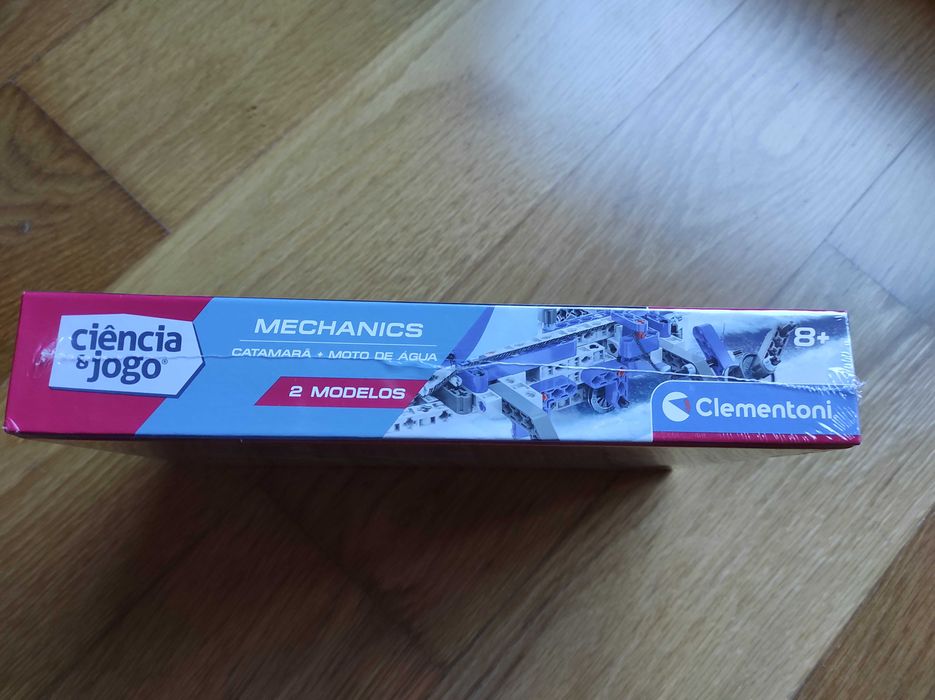 ciência
& jogo®
MECHANICS
CATAMARÃ + MOTO DE ÁGUA
2 MODELOS
8+
Clementoni